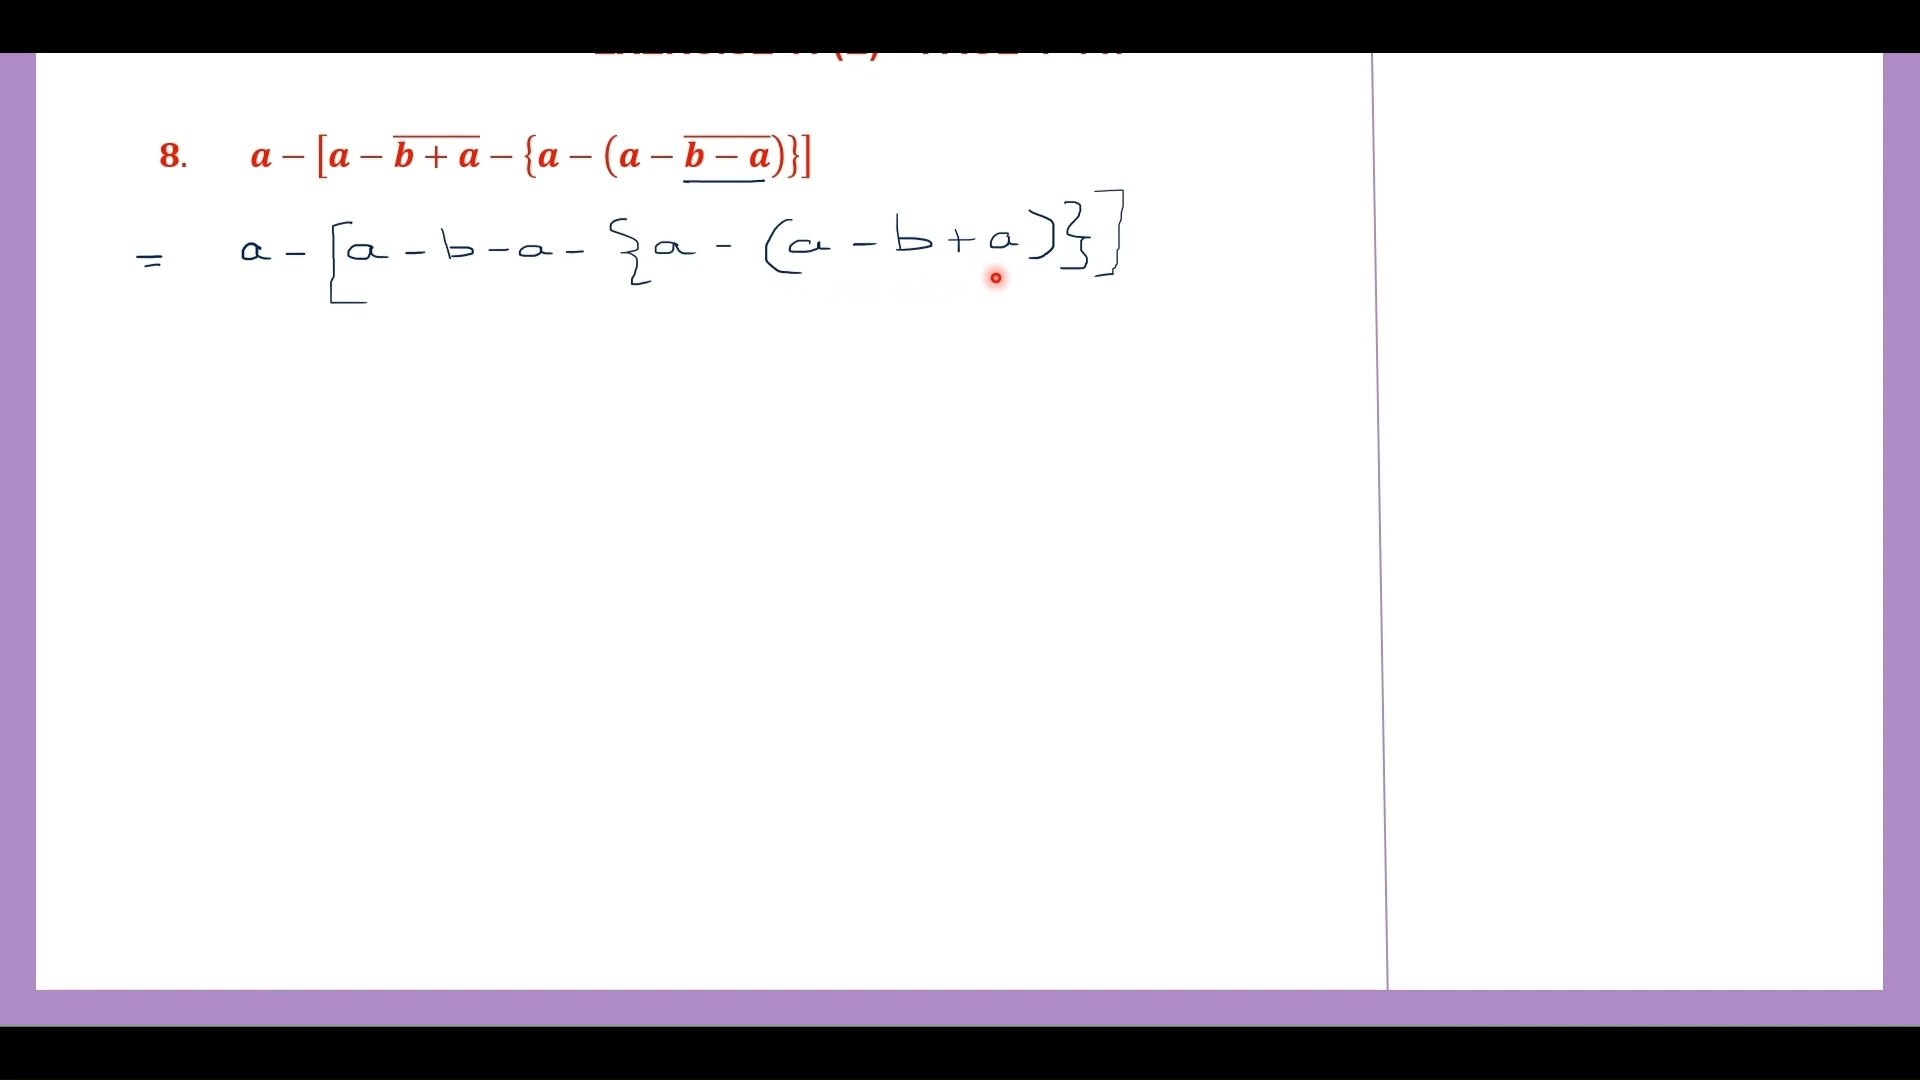 8. a − [a − b + a − {a − (a − b − a)}]
= a - [a - b - a - {a - (a - b + a)}]